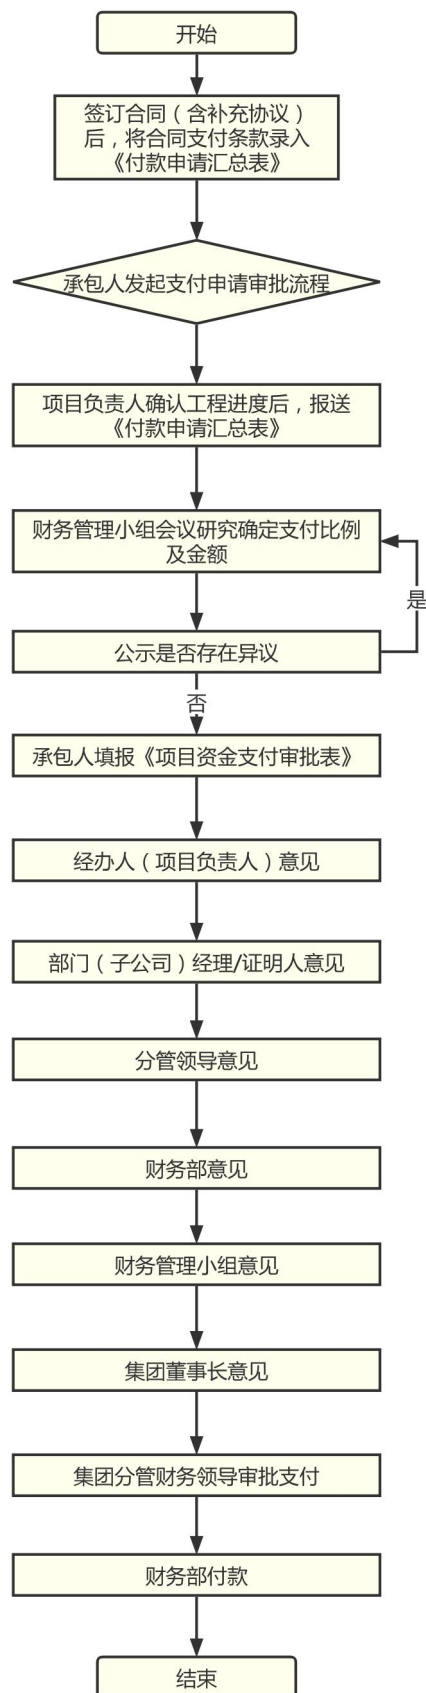 开始
签订合同（含补充协议）
后，将合同支付条款录入
《付款申请汇总表》
承包人发起支付申请审批流程
项目负责人确认工程进度后，报送
《付款申请汇总表》
财务管理小组会议研究确定支付比例
及金额
是
公示是否存在异议
否
承包人填报《项目资金支付审批表》
经办人（项目负责人）意见
部门（子公司）经理/证明人意见
分管领导意见
财务部意见
财务管理小组意见
集团董事长意见
集团分管财务领导审批支付
财务部付款
结束